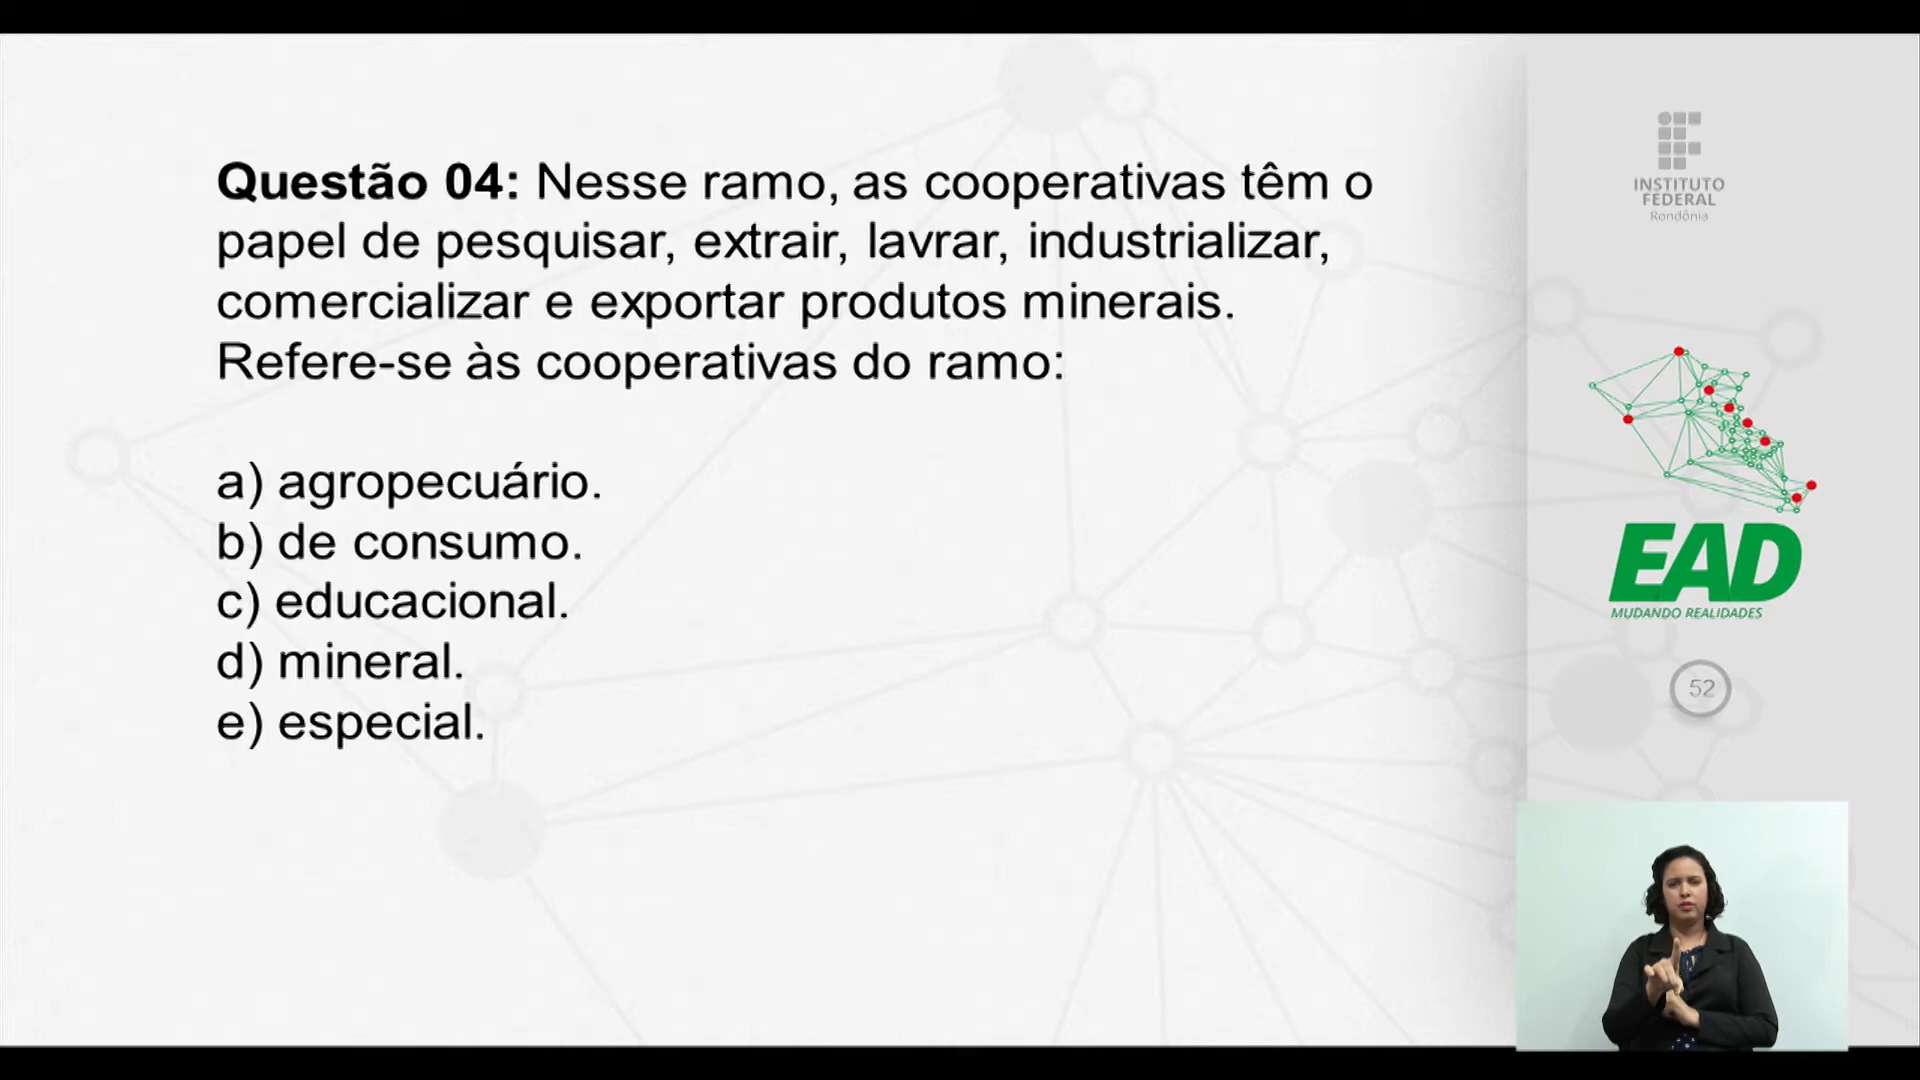 Questão 04: Nesse ramo, as cooperativas têm o
papel de pesquisar, extrair, lavrar, industrializar,
comercializar e exportar produtos minerais.
Refere-se às cooperativas do ramo:
a) agropecuário.
b) de consumo.
c) educacional.
d) mineral.
e) especial.
INSTITUTO
FEDERAL
Rondônia
EAD
MUDANDO REALIDADES
52